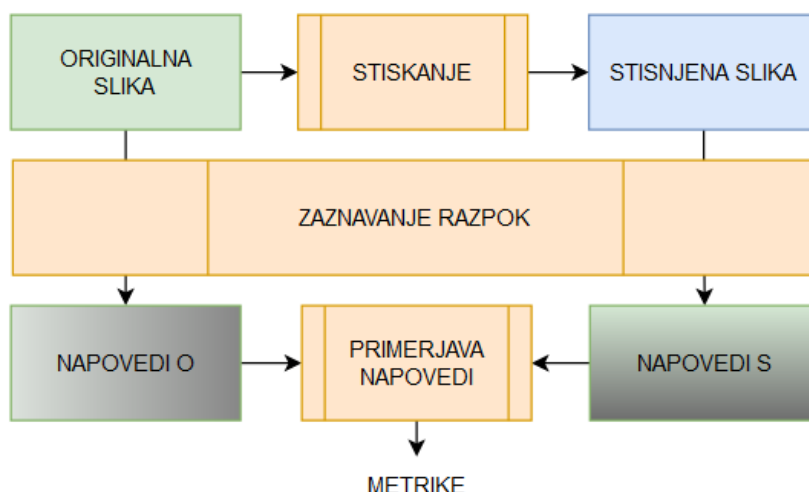 ORIGINALNA
SLIKA
STISKANJE
STISNJENA SLIKA
ZAZNAVANJE RAZPOK
NAPOVEDI O
PRIMERJAVA
NAPOVEDI
NAPOVEDI S
METRIKE